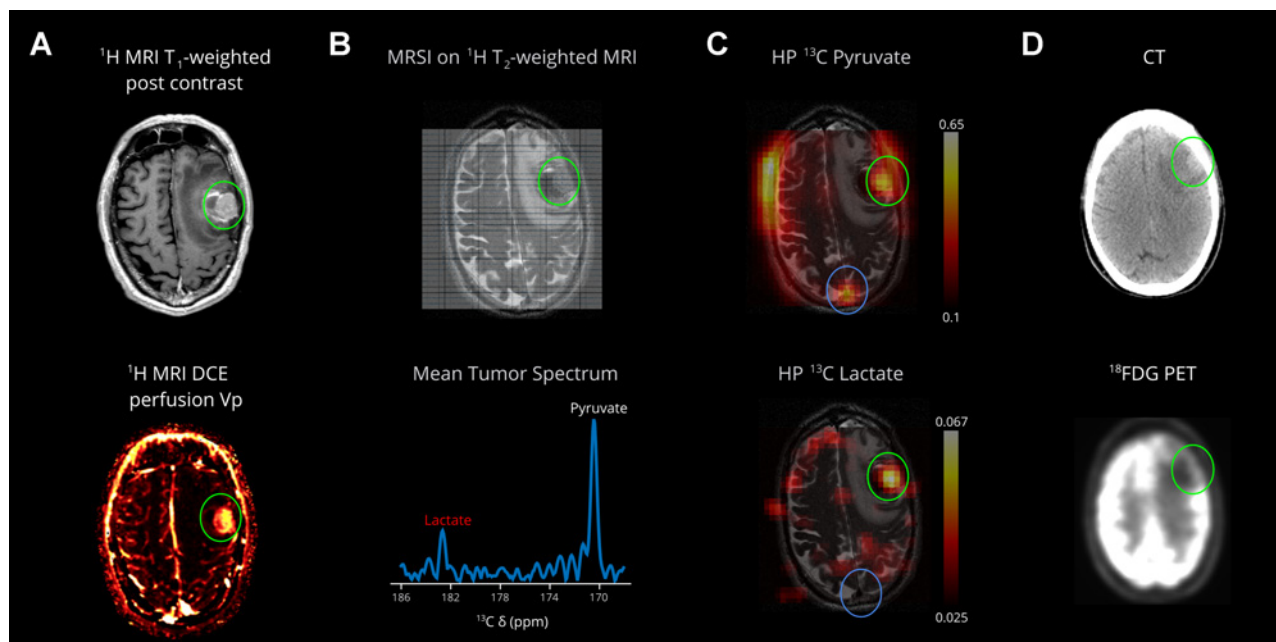 A
¹H MRI T₁-weighted
post contrast
¹H MRI DCE
perfusion Vp
B
MRSI on ¹H T₂-weighted MRI
Mean Tumor Spectrum
Pyruvate
Lactate
186 182 178 174 170
¹³C δ (ppm)
C
HP ¹³C Pyruvate
0.65
0.1
HP ¹³C Lactate
0.067
0.025
D
CT
¹⁸FDG PET